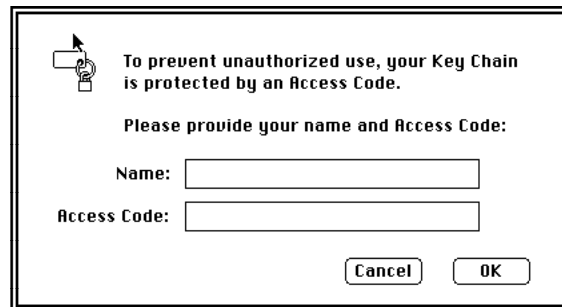 To prevent unauthorized use, your Key Chain
is protected by an Access Code.
Please provide your name and Access Code:
Name:
Access Code:
Cancel OK